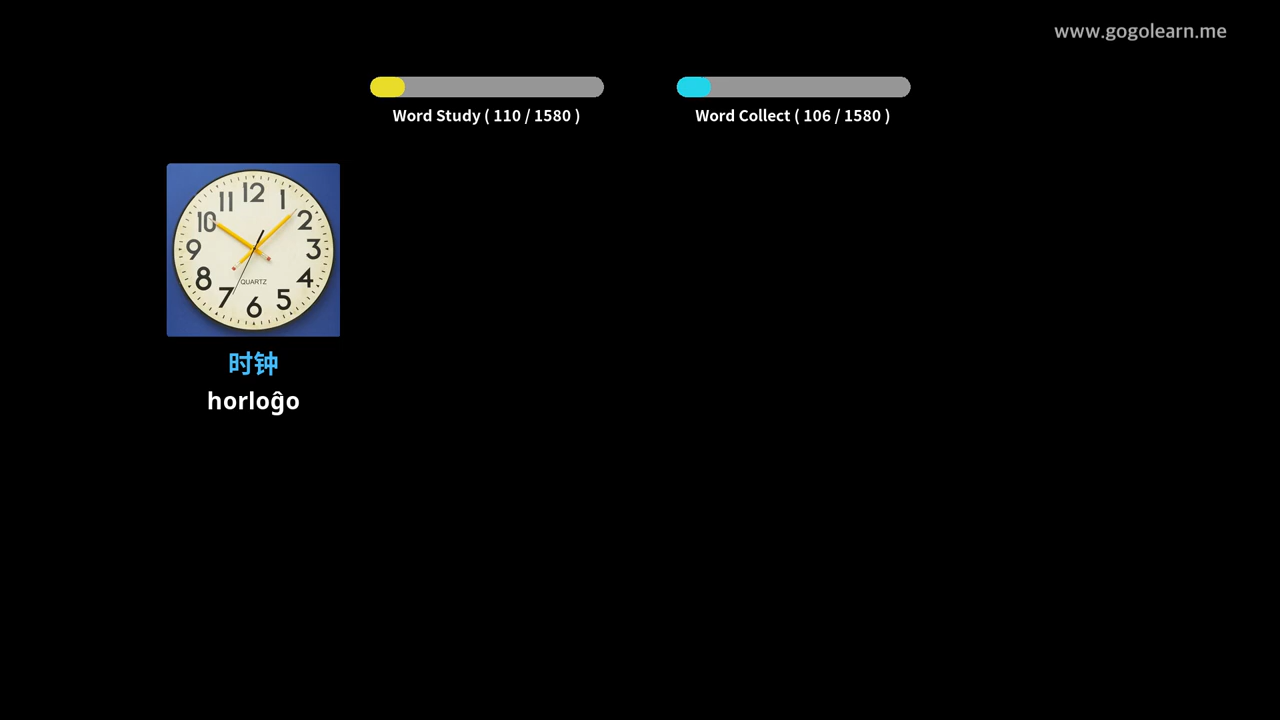 www.gogolearn.me
Word Study ( 110 / 1580 )
Word Collect ( 106 / 1580 )
12
11
1
10
2
9
3
8
4
QUARTZ
7
5
6
时钟
horloĝo